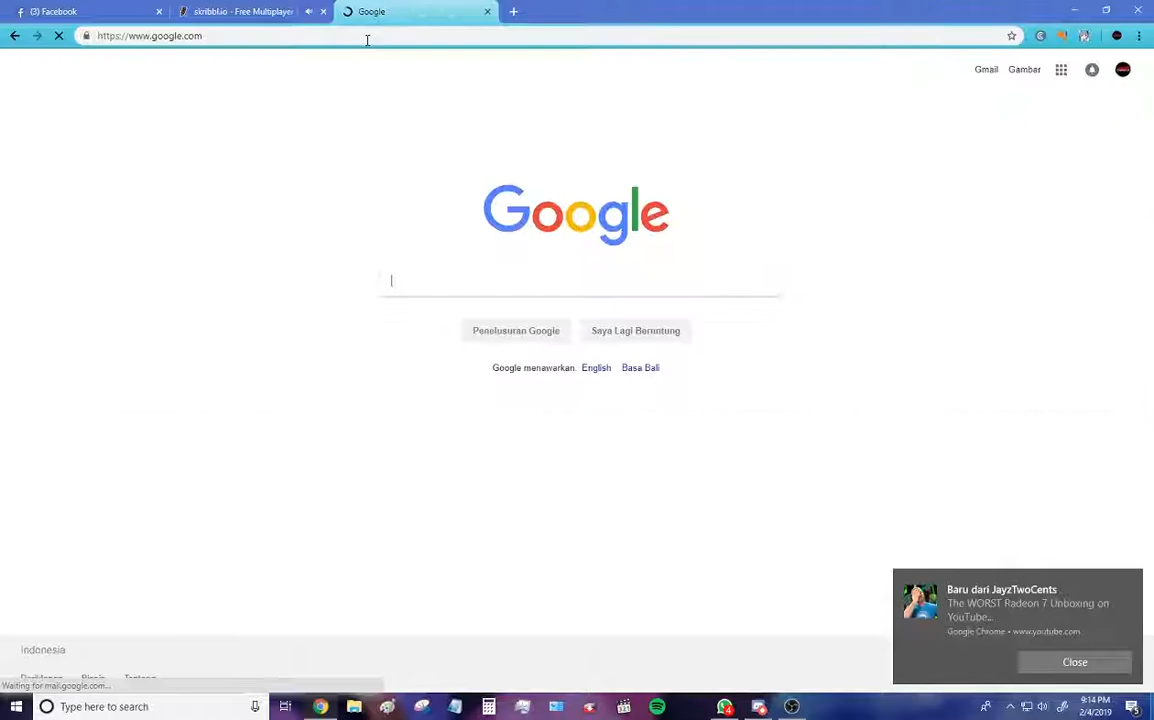 (3) Facebook
skribbl.io - Free Multiplayer
Google
https://www.google.com
Gmail
Gambar
Google
Penelusuran Google
Saya Lagi Beruntung
Google menawarkan.
English
Basa Bali
Baru dari JayzTwoCents
The WORST Radeon 7 Unboxing on
YouTube...
Google Chrome • www.youtube.com
Close
Indonesia
Waiting for mail.google.com...
Type here to search
4
9:14 PM
2/4/2019
5